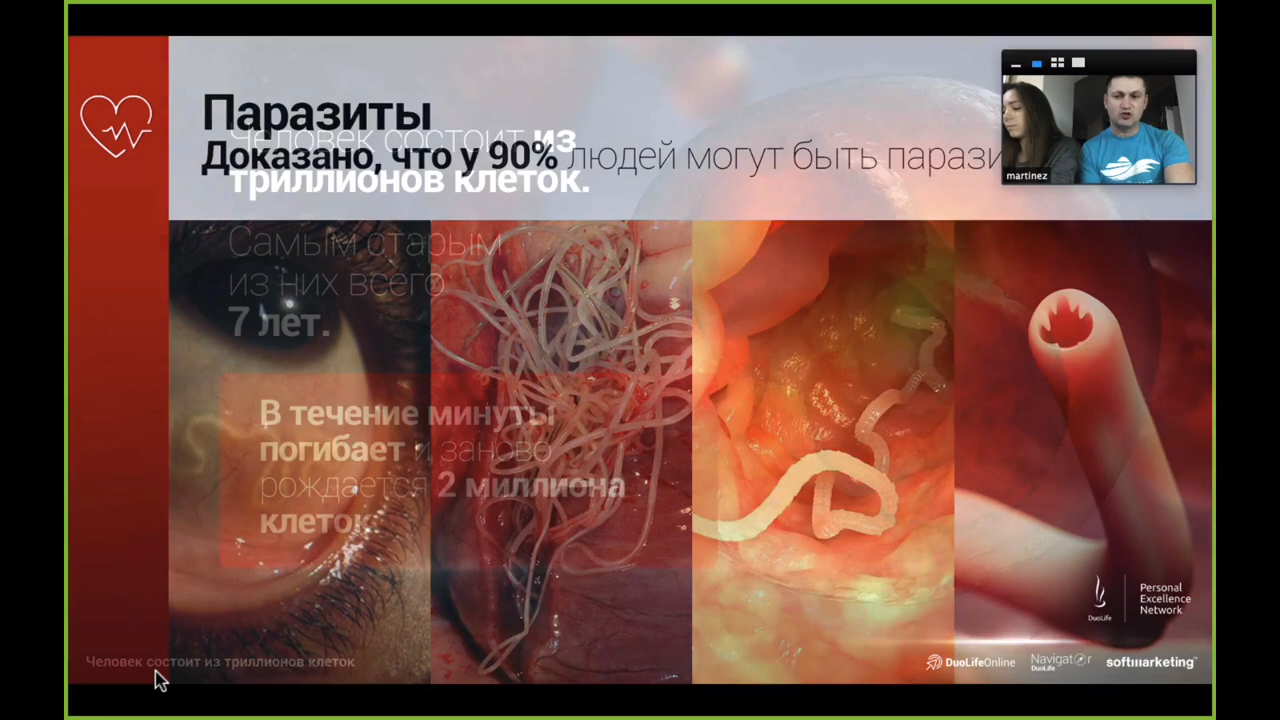 Паразиты
Доказано, что у 90% людей могут быть
Человек состоит из
триллионов клеток.
martinez
Самым старым
из них всего
7 лет.
В течение минуты
погибает и заново
рождается 2 миллиона
клеток.
DuoLife
Personal
Excellence
Network
Человек состоит из триллионов клеток
DuoLifeOnline
Navigator
DuoLife
softmarketing